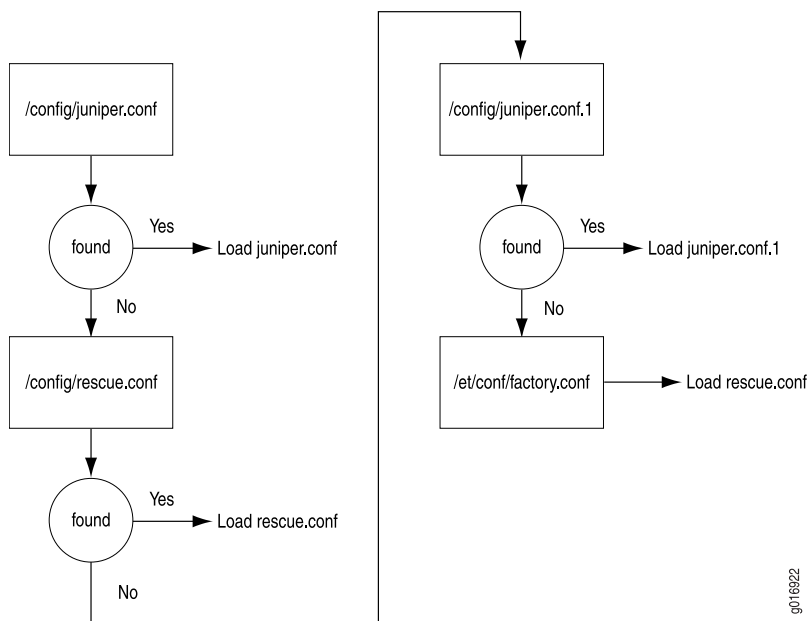 /config/juniper.conf
found
Yes
Load juniper.conf
No
/config/rescue.conf
found
Yes
Load rescue.conf
No
/config/juniper.conf.1
found
Yes
Load juniper.conf.1
No
/et/conf/factory.conf
Load rescue.conf
g016922